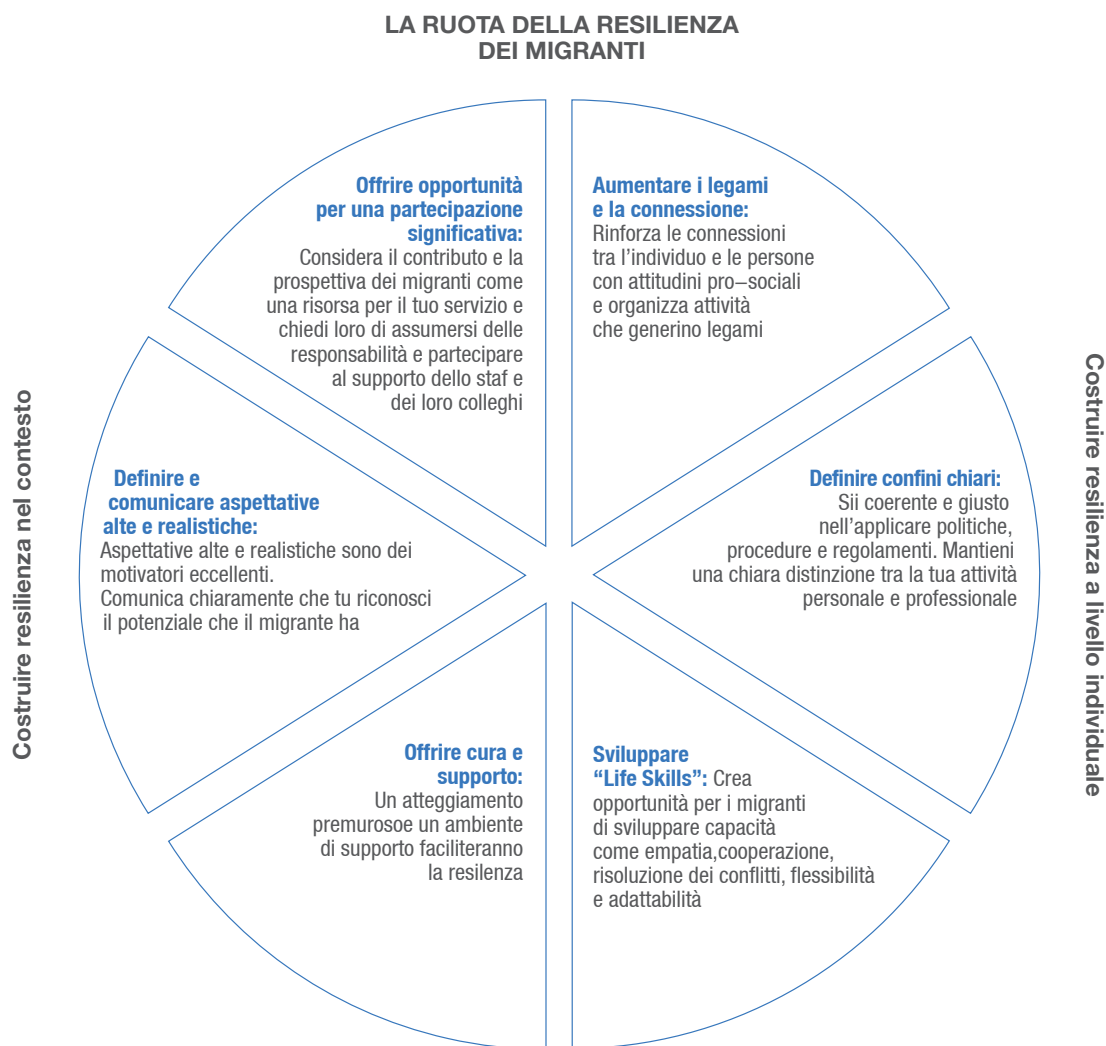 LA RUOTA DELLA RESILIENZA
DEI MIGRANTI
Costruire resilienza nel contesto
Offrire opportunità
per una partecipazione
significativa:
Considera il contributo e la
prospettiva dei migranti come
una risorsa per il tuo servizio e
chiedi loro di assumersi delle
responsabilità e partecipare
al supporto dello staf e
dei loro colleghi
Aumentare i legami
e la connessione:
Rinforza le connessioni
tra l’individuo e le persone
con attitudini pro–sociali
e organizza attività
che generino legami
Definire e
comunicare aspettative
alte e realistiche:
Aspettative alte e realistiche sono dei
motivatori eccellenti.
Comunica chiaramente che tu riconosci
il potenziale che il migrante ha
Definire confini chiari:
Sii coerente e giusto
nell’applicare politiche,
procedure e regolamenti. Mantieni
una chiara distinzione tra la tua attività
personale e professionale
Offrire cura e
supporto:
Un atteggiamento
premurosoe un ambiente
di supporto faciliteranno
la resilenza
Sviluppare
“Life Skills”: Crea
opportunità per i migranti
di sviluppare capacità
come empatia,cooperazione,
risoluzione dei conflitti, flessibilità
e adattabilità
Costruire resilienza a livello individuale